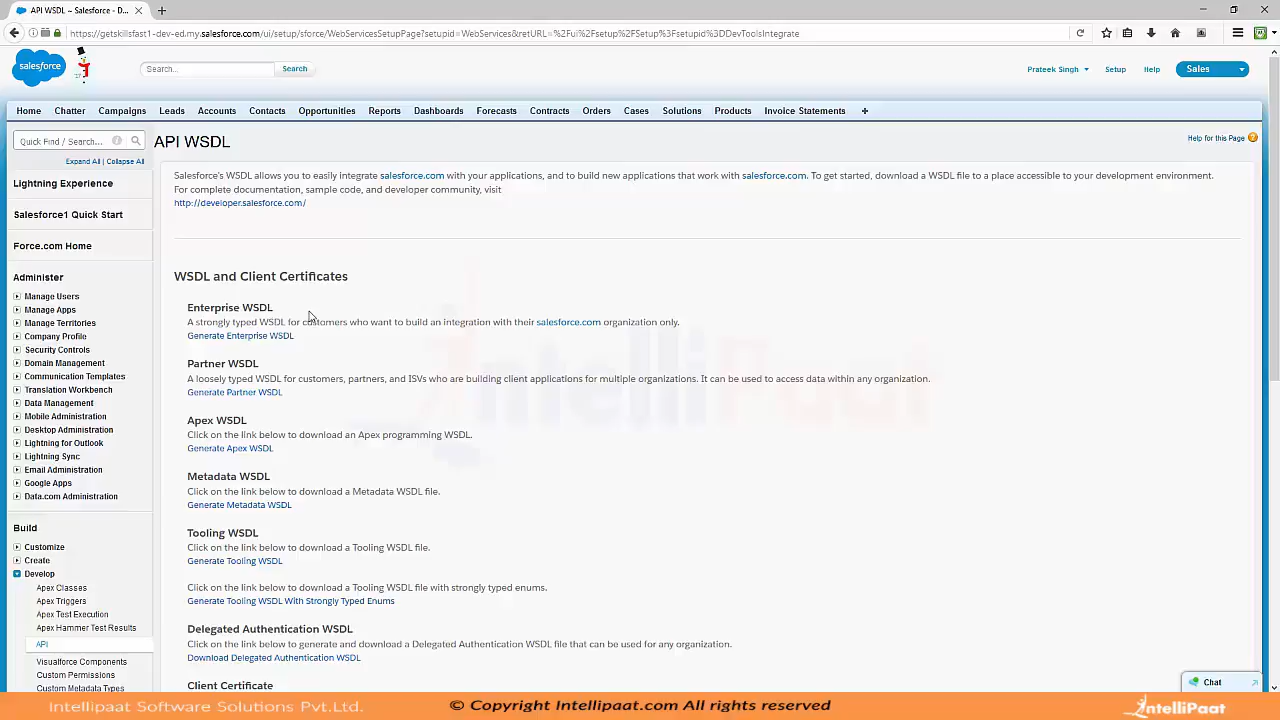 API WSDL ~ Salesforce - D...
https://getskillsfast1-dev-ed.my.salesforce.com/ui/setup/sforce/WebServicesSetupPage?setupid=WebServices&retURL=%2Fui%2Fsetup%2FSetup%3Fsetupid%3DDevToolsIntegrate
salesforce
Search...
Search
Prateek Singh
Setup
Help
Sales
Home
Chatter
Campaigns
Leads
Accounts
Contacts
Opportunities
Reports
Dashboards
Forecasts
Contracts
Orders
Cases
Solutions
Products
Invoice Statements
+
Quick Find / Search...
Expand All | Collapse All
Lightning Experience
Salesforce1 Quick Start
Force.com Home
Administer
Manage Users
Manage Apps
Manage Territories
Company Profile
Security Controls
Domain Management
Communication Templates
Translation Workbench
Data Management
Mobile Administration
Desktop Administration
Lightning for Outlook
Lightning Sync
Email Administration
Google Apps
Data.com Administration
Build
Customize
Create
Develop
Apex Classes
Apex Triggers
Apex Test Execution
Apex Hammer Test Results
API
Visualforce Components
Custom Permissions
Custom Metadata Types
API WSDL
Help for this Page
Salesforce's WSDL allows you to easily integrate salesforce.com with your applications, and to build new applications that work with salesforce.com. To get started, download a WSDL file to a place accessible to your development environment.
For complete documentation, sample code, and developer community, visit
http://developer.salesforce.com/
WSDL and Client Certificates
Enterprise WSDL
A strongly typed WSDL for customers who want to build an integration with their salesforce.com organization only.
Generate Enterprise WSDL
Partner WSDL
A loosely typed WSDL for customers, partners, and ISVs who are building client applications for multiple organizations. It can be used to access data within any organization.
Generate Partner WSDL
Apex WSDL
Click on the link below to download an Apex programming WSDL.
Generate Apex WSDL
Metadata WSDL
Click on the link below to download a Metadata WSDL file.
Generate Metadata WSDL
Tooling WSDL
Click on the link below to download a Tooling WSDL file.
Generate Tooling WSDL
Click on the link below to download a Tooling WSDL file with strongly typed enums.
Generate Tooling WSDL With Strongly Typed Enums
Delegated Authentication WSDL
Click on the link below to generate and download a Delegated Authentication WSDL file that can be used for any organization.
Download Delegated Authentication WSDL
Client Certificate
Chat
IntelliPaat
Intellipaat Software Solutions Pvt.Ltd.
© Copyright Intellipaat.com All rights reserved
IntelliPaat